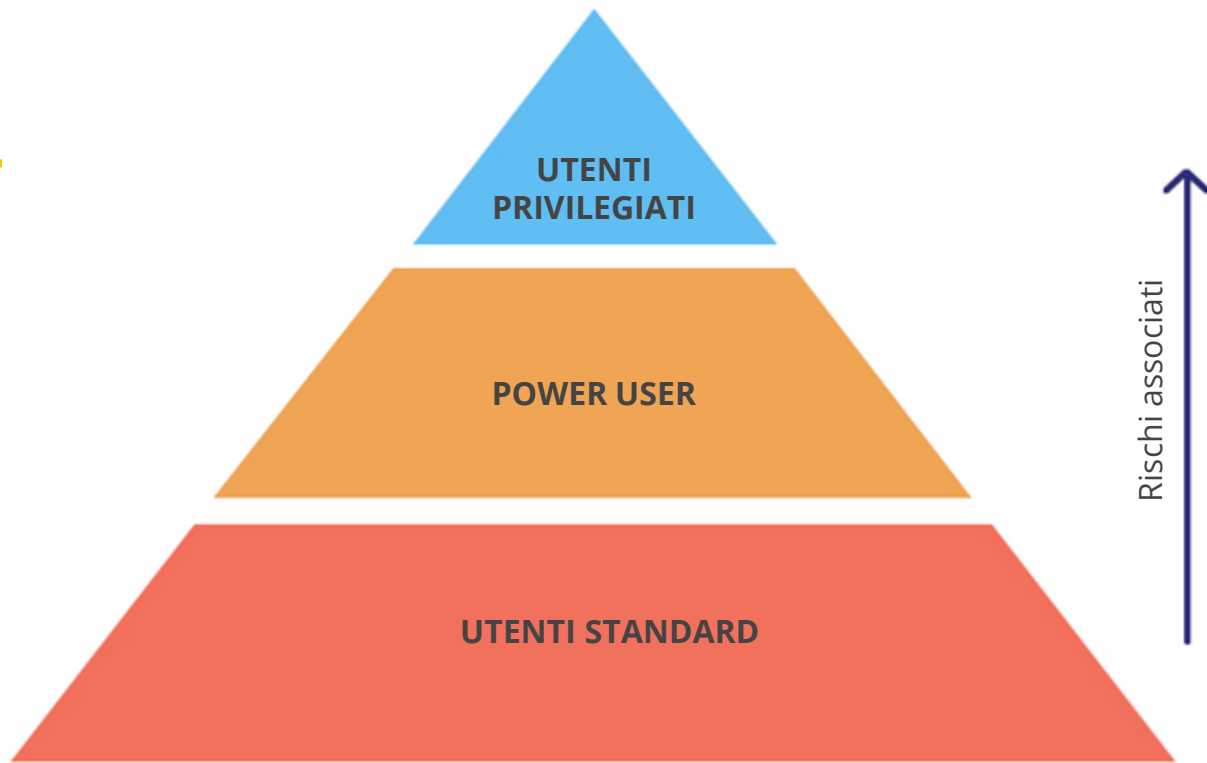 UTENTI
PRIVILEGIATI
POWER USER
UTENTI STANDARD
Rischi associati